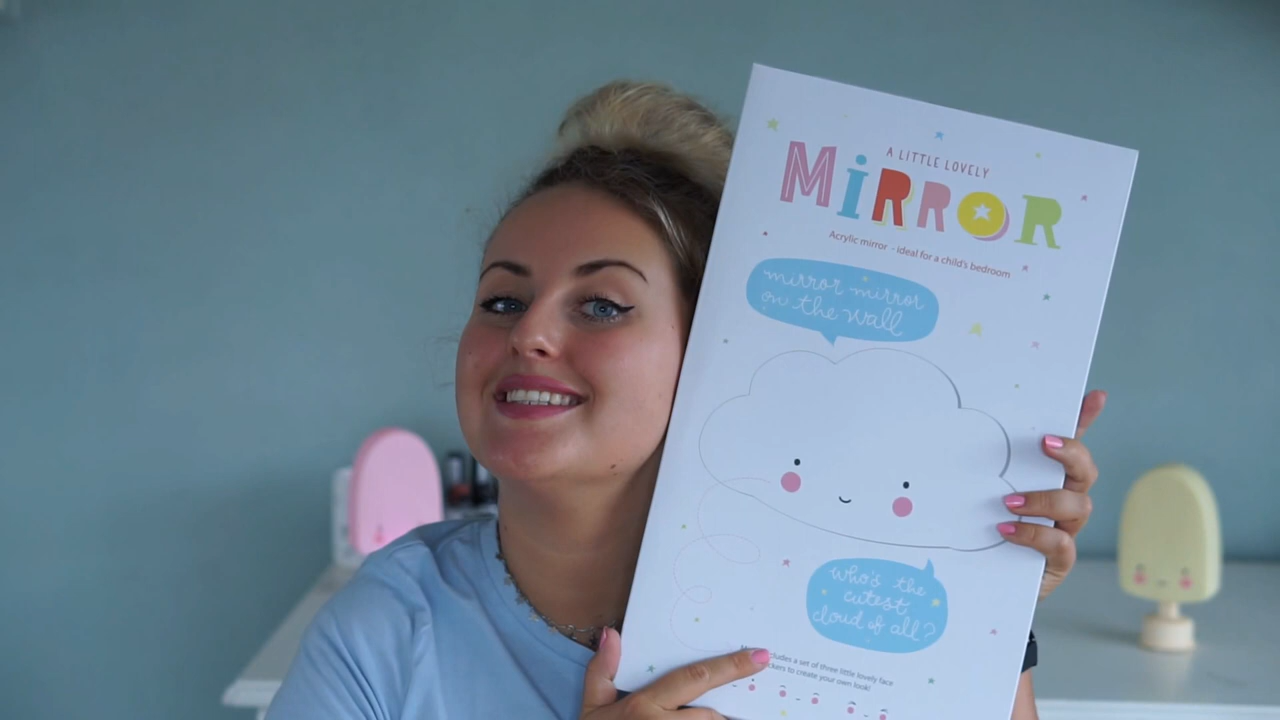 A LITTLE LOVELY
MiRROR
Acrylic mirror - ideal for a child's bedroom
mirror mirror
on the wall
who's the
cutest
cloud of all?
includes a set of three little lovely face
to create your own look!